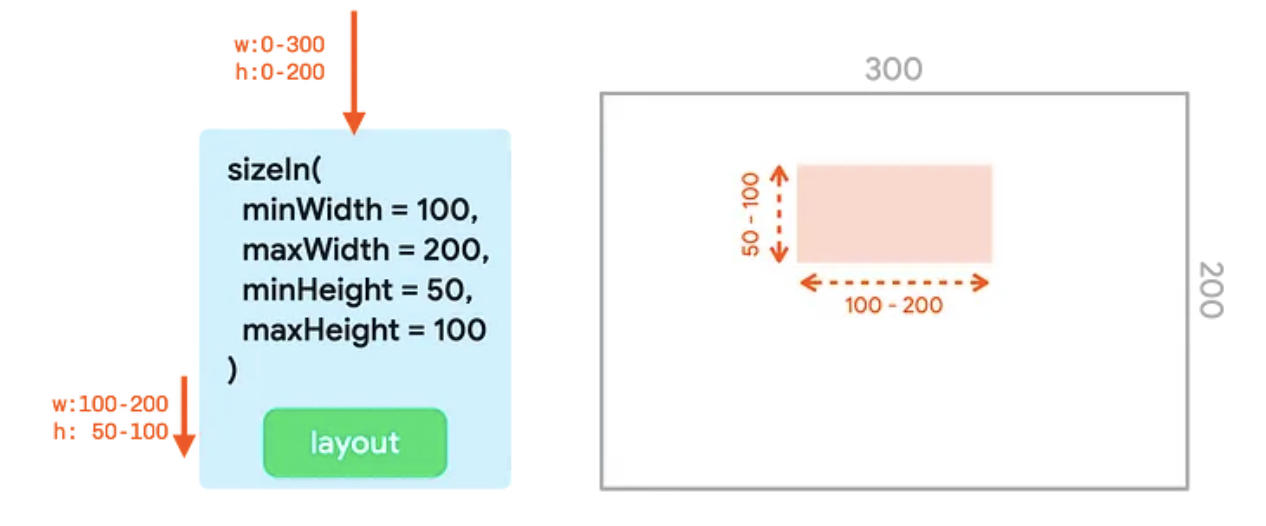 w:0-300
h:0-200
sizeIn(
minWidth = 100,
maxWidth = 200,
minHeight = 50,
maxHeight = 100
)
w:100-200
h: 50-100
layout
300
50 - 100
100 - 200
200